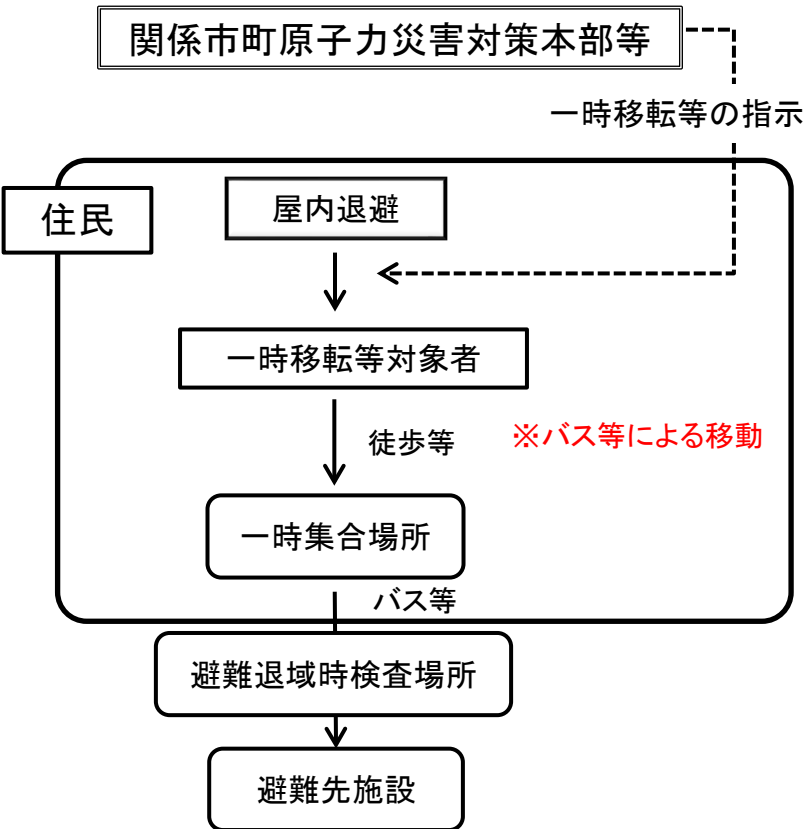 関係市町原子力災害対策本部等
一時移転等の指示
住民
屋内退避
一時移転等対象者
徒歩等
※バス等による移動
一時集合場所
バス等
避難退域時検査場所
避難先施設